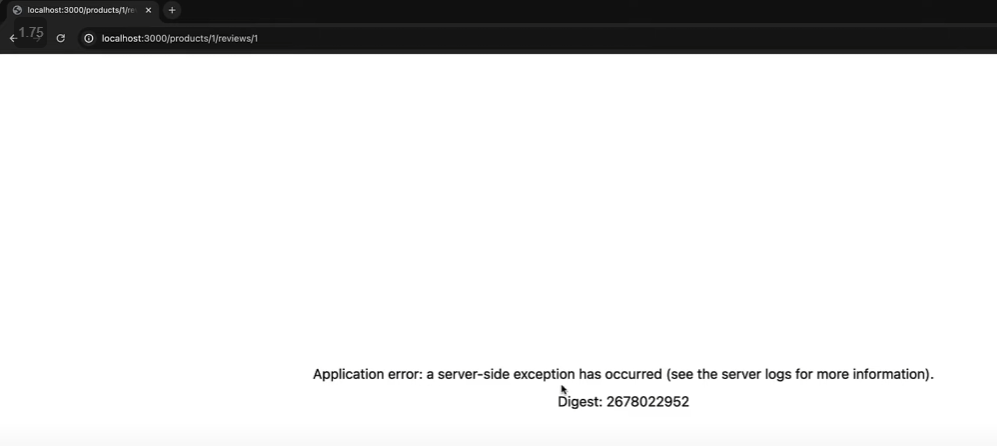 localhost:3000/products/1/re
1.75
localhost:3000/products/1/reviews/1
Application error: a server-side exception has occurred (see the server logs for more information).
Digest: 2678022952